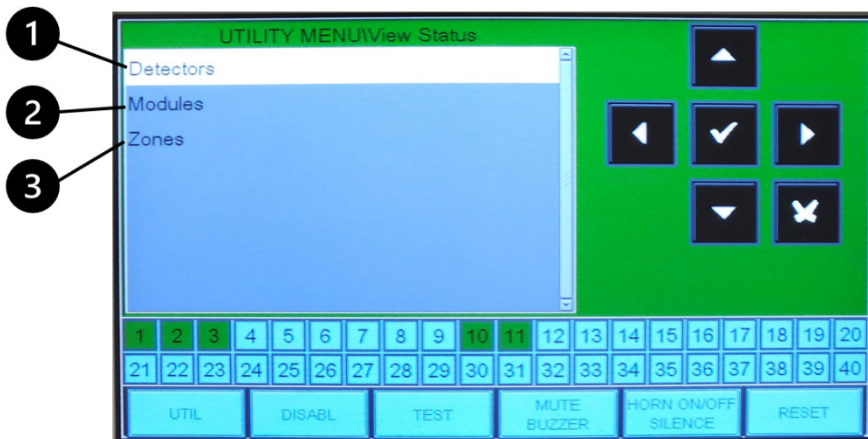 1
UTILITY MENU\View Status
Detectors
2
Modules
Zones
3
1 2 3 4 5 6 7 8 9 10 11 12 13 14 15 16 17 18 19 20
21 22 23 24 25 26 27 28 29 30 31 32 33 34 35 36 37 38 39 40
UTIL DISABL TEST MUTE BUZZER HORN ON/OFF SILENCE RESET